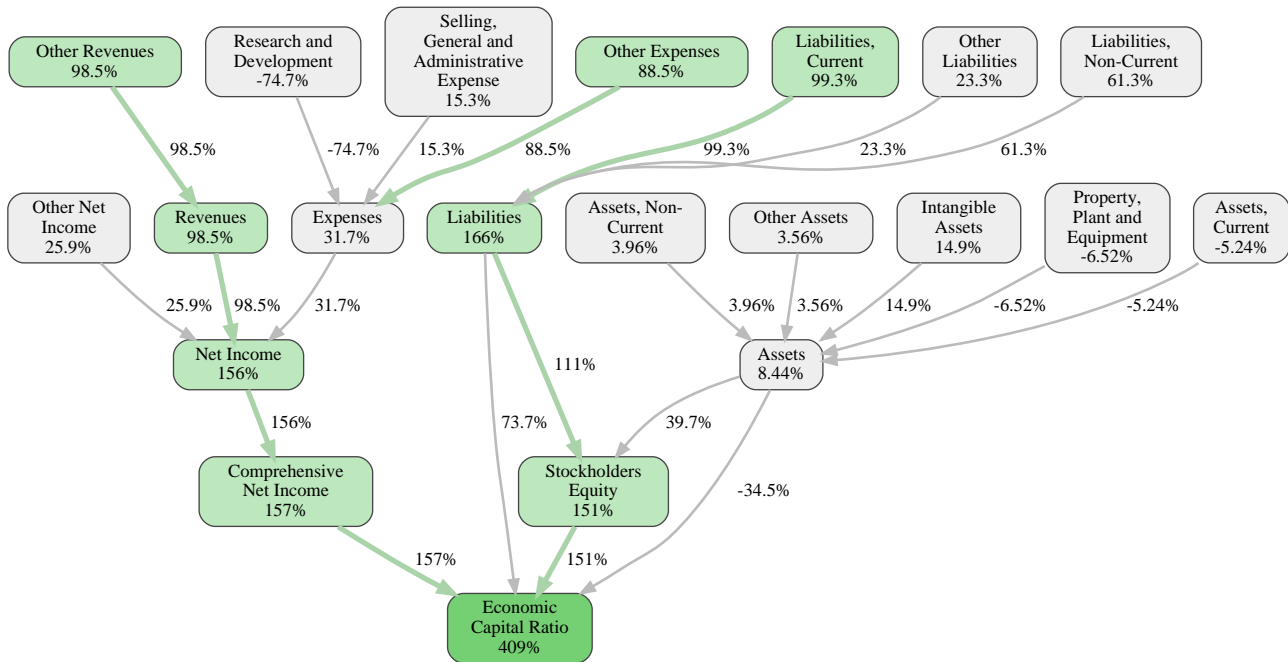 Other Revenues
98.5%
Research and
Development
-74.7%
Selling,
General and
Administrative
Expense
15.3%
Other Expenses
88.5%
Liabilities,
Current
99.3%
Other
Liabilities
23.3%
Liabilities,
Non-Current
61.3%
98.5%
-74.7%
15.3%
88.5%
99.3%
23.3%
61.3%
Other Net
Income
25.9%
Revenues
98.5%
Expenses
31.7%
Liabilities
166%
Assets, Non-
Current
3.96%
Other Assets
3.56%
Intangible
Assets
14.9%
Property,
Plant and
Equipment
-6.52%
Assets,
Current
-5.24%
25.9%
98.5%
31.7%
3.96%
3.56%
14.9%
-6.52%
-5.24%
Net Income
156%
111%
Assets
8.44%
156%
73.7%
39.7%
Comprehensive
Net Income
157%
Stockholders
Equity
151%
-34.5%
157%
151%
Economic
Capital Ratio
409%